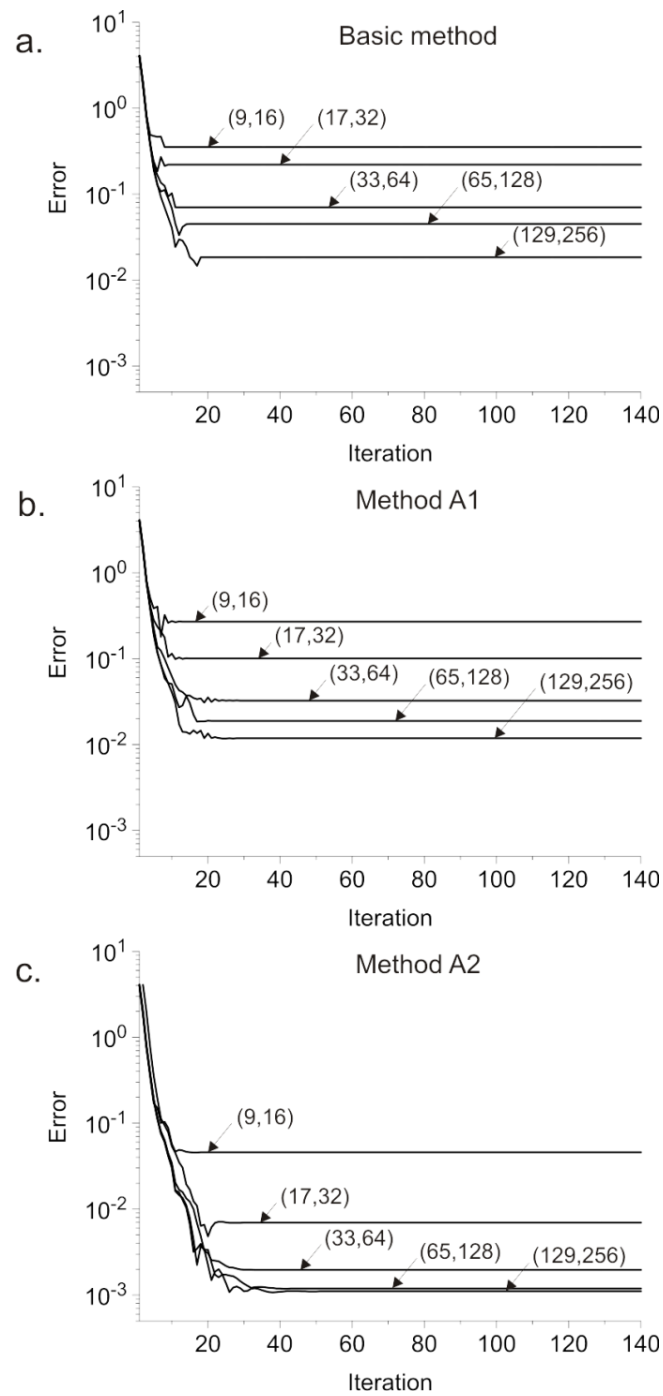 a.
Basic method
10^1
10^0
10^-1
10^-2
10^-3
Error
(9,16)
(17,32)
(33,64)
(65,128)
(129,256)
20 40 60 80 100 120 140
Iteration
b.
Method A1
10^1
10^0
10^-1
10^-2
10^-3
Error
(9,16)
(17,32)
(33,64)
(65,128)
(129,256)
20 40 60 80 100 120 140
Iteration
c.
Method A2
10^1
10^0
10^-1
10^-2
10^-3
Error
(9,16)
(17,32)
(33,64)
(65,128)
(129,256)
20 40 60 80 100 120 140
Iteration